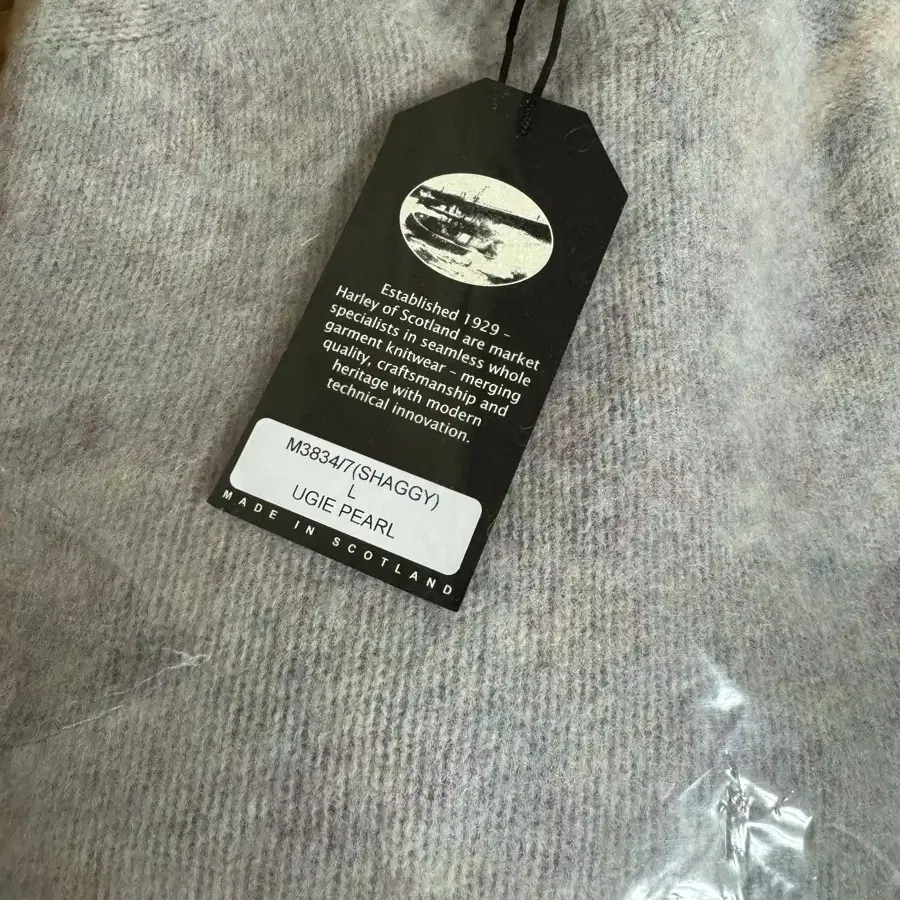 Established 1929 –
Harley of Scotland are market
specialists in seamless whole
garment knitwear – merging
quality, craftsmanship and
heritage with modern
technical innovation.
M3834/7(SHAGGY)
L
UGIE PEARL
MADE IN SCOTLAND